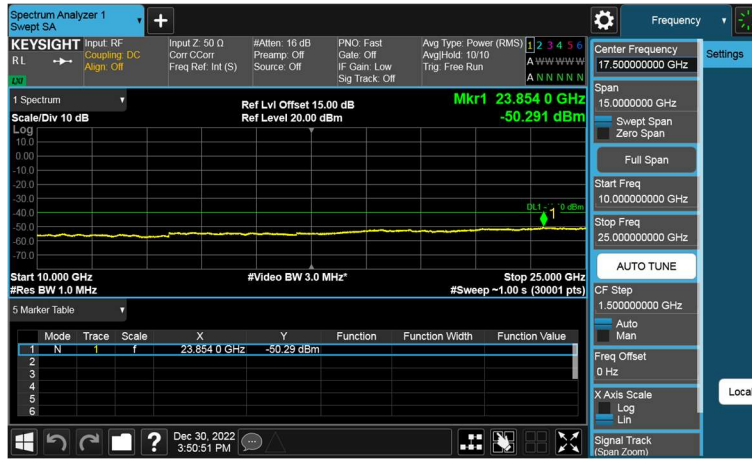 Spectrum Analyzer 1
Swept SA
Frequency
KEYSIGHT
R L
LXI
Input: RF
Coupling: DC
Align: Off
Input Z: 50 Ω
Corr CCorr
Freq Ref: Int (S)
#Atten: 16 dB
Preamp: Off
Source: Off
PNO: Fast
Gate: Off
IF Gain: Low
Sig Track: Off
Avg Type: Power (RMS)
Avg|Hold: 10/10
Trig: Free Run
1 2 3 4 5 6
A W W W W W
A N N N N N
1 Spectrum
Scale/Div 10 dB
Ref Lvl Offset 15.00 dB
Ref Level 20.00 dBm
Mkr1 23.854 0 GHz
-50.291 dBm
Log
10.0
0.00
-10.0
-20.0
-30.0
-40.0
-50.0
-60.0
-70.0
1
Start 10.000 GHz
#Res BW 1.0 MHz
#Video BW 3.0 MHz*
Stop 25.000 GHz
#Sweep ~1.00 s (30001 pts)
5 Marker Table
Mode Trace Scale X Y Function Function Width Function Value
1 N 1 f 23.854 0 GHz -50.29 dBm
2
3
4
5
6
Dec 30, 2022
3:50:51 PM
Center Frequency
17.500000000 GHz
Settings
Span
15.0000000 GHz
Swept Span
Zero Span
Full Span
Start Freq
10.000000000 GHz
Stop Freq
25.000000000 GHz
AUTO TUNE
CF Step
1.500000000 GHz
Auto
Man
Freq Offset
0 Hz
X Axis Scale
Log
Lin
Local
Signal Track
(Span Zoom)